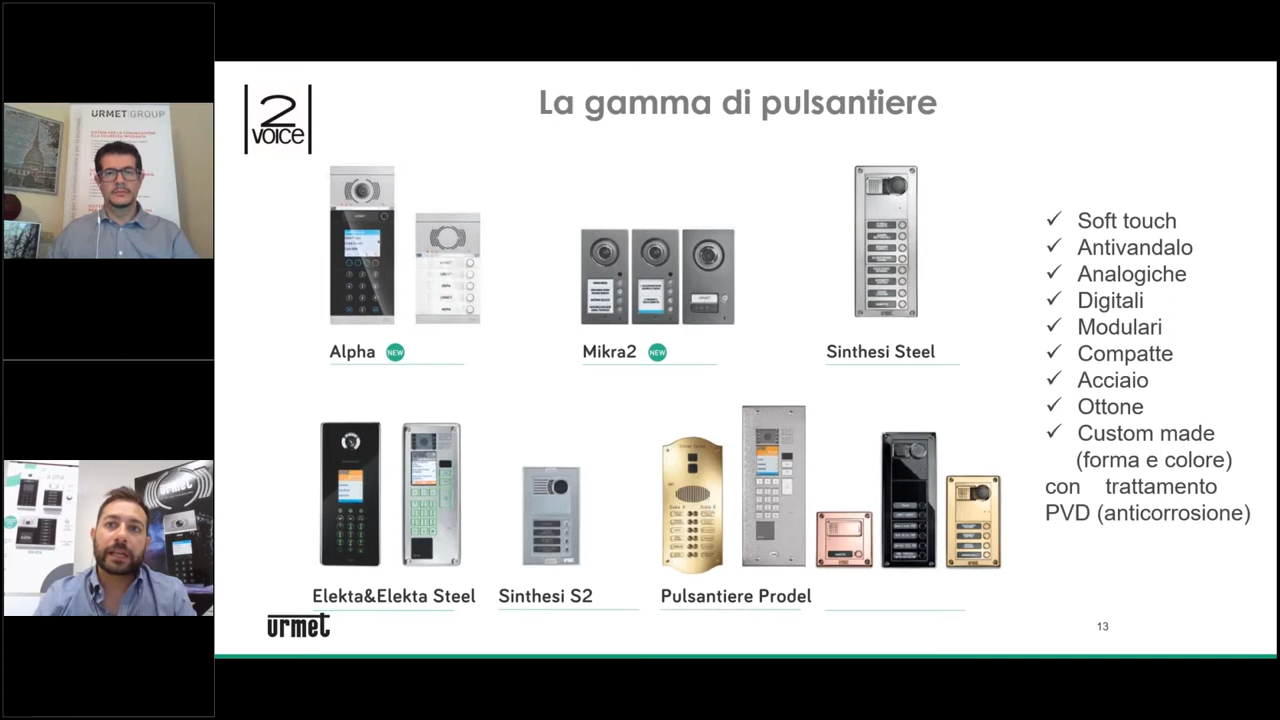 URMET GROUP
2
voice
La gamma di pulsantiere
Alpha NEW
Mikra2 NEW
Sinthesi Steel
Soft touch
Antivandalo
Analogiche
Digitali
Modulari
Compatte
Acciaio
Ottone
Custom made
(forma e colore)
con trattamento
PVD (anticorrosione)
Elekta&Elekta Steel
Sinthesi S2
Pulsantiere Prodel
urmet
13
urmet